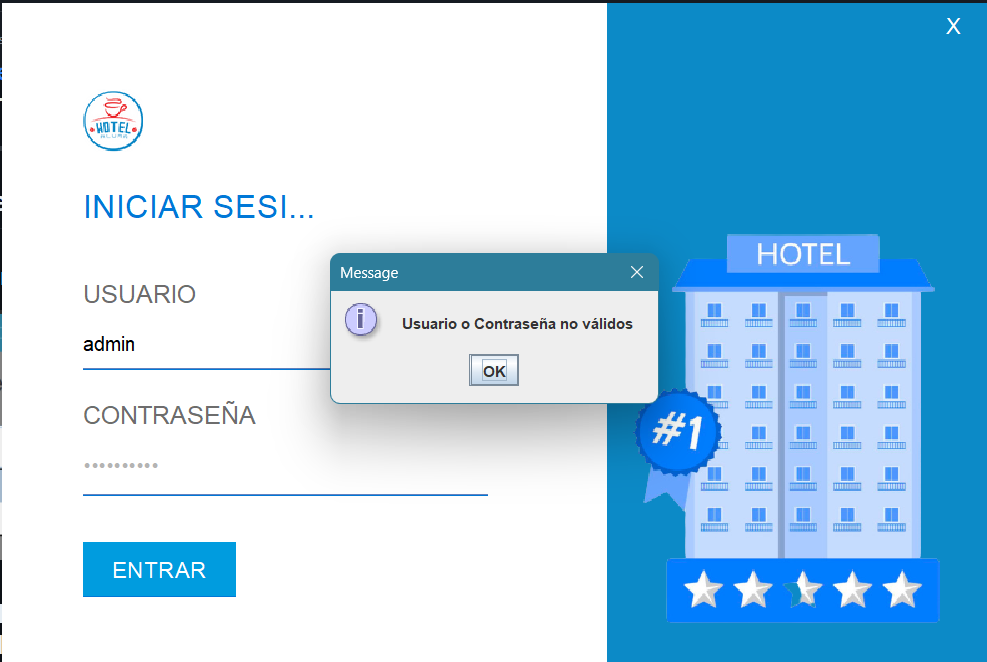 X
HOTEL
ALURA
INICIAR SESI...
USUARIO
admin
CONTRASEÑA
ENTRAR
Message
Usuario o Contraseña no válidos
OK
HOTEL
#1